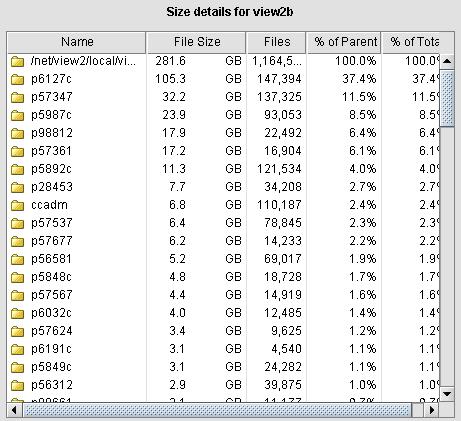 Size details for view2b
Name File Size Files % of Parent % of Tota
/net/view2/local/vi... 281.6 GB 1,164,5... 100.0% 100.0%
p6127c 105.3 GB 147,394 37.4% 37.4%
p57347 32.2 GB 137,325 11.5% 11.5%
p5987c 23.9 GB 93,053 8.5% 8.5%
p98812 17.9 GB 22,492 6.4% 6.4%
p57361 17.2 GB 16,904 6.1% 6.1%
p5892c 11.3 GB 121,534 4.0% 4.0%
p28453 7.7 GB 34,208 2.7% 2.7%
ccadm 6.8 GB 110,187 2.4% 2.4%
p57537 6.4 GB 78,845 2.3% 2.3%
p57677 6.2 GB 14,233 2.2% 2.2%
p56581 5.2 GB 69,017 1.9% 1.9%
p5848c 4.8 GB 18,728 1.7% 1.7%
p57567 4.4 GB 14,919 1.6% 1.6%
p6032c 4.0 GB 12,485 1.4% 1.4%
p57624 3.4 GB 9,625 1.2% 1.2%
p6191c 3.1 GB 4,540 1.1% 1.1%
p5849c 3.1 GB 24,282 1.1% 1.1%
p56312 2.9 GB 39,875 1.0% 1.0%